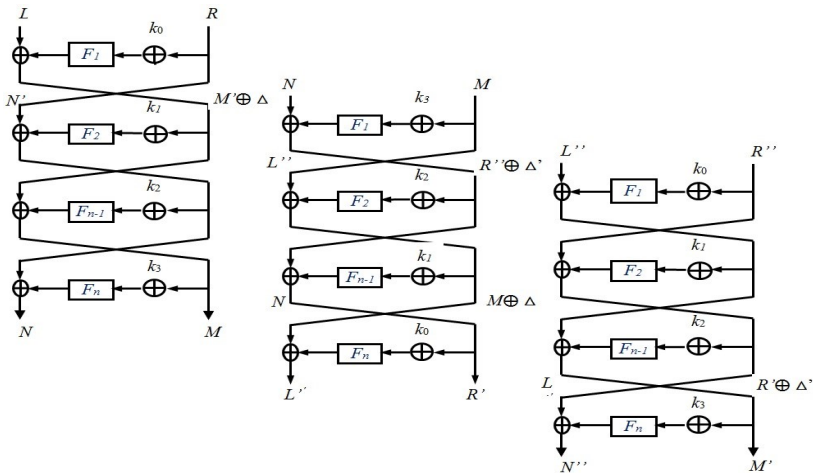 L R
k0
F1
N' M'⊕ △
k1
F2
k2
Fn-1
k3
Fn
N M
N M
k3
F1
L'' R''⊕ △'
k2
F2
k1
Fn-1
N M⊕ △
k0
Fn
L' R'
L'' R''
k0
F1
k1
F2
k2
Fn-1
L' R'⊕ △'
k3
Fn
N'' M'